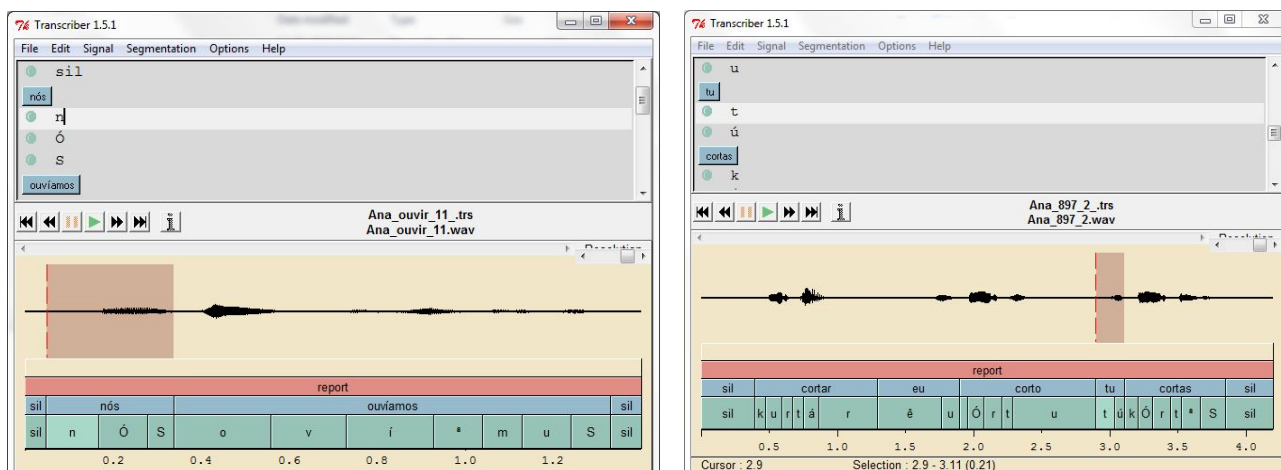 Transcriber 1.5.1
File Edit Signal Segmentation Options Help
sil
nós
n
Ó
S
ouvíamos
Ana_ouvir_11_.trs
Ana_ouvir_11.wav
report
sil nós ouvíamos sil
sil n Ó S o v í ª m u S sil
0.2 0.4 0.6 0.8 1.0 1.2
Transcriber 1.5.1
File Edit Signal Segmentation Options Help
u
tu
t
ú
cortas
k
Ana_897_2_.trs
Ana_897_2.wav
report
sil cortar eu corto tu cortas sil
sil k u r t á r ê u Ó r t u t ú k Ó r t ª S sil
0.5 1.0 1.5 2.0 2.5 3.0 3.5 4.0
Cursor : 2.9 Selection : 2.9 - 3.11 (0.21)